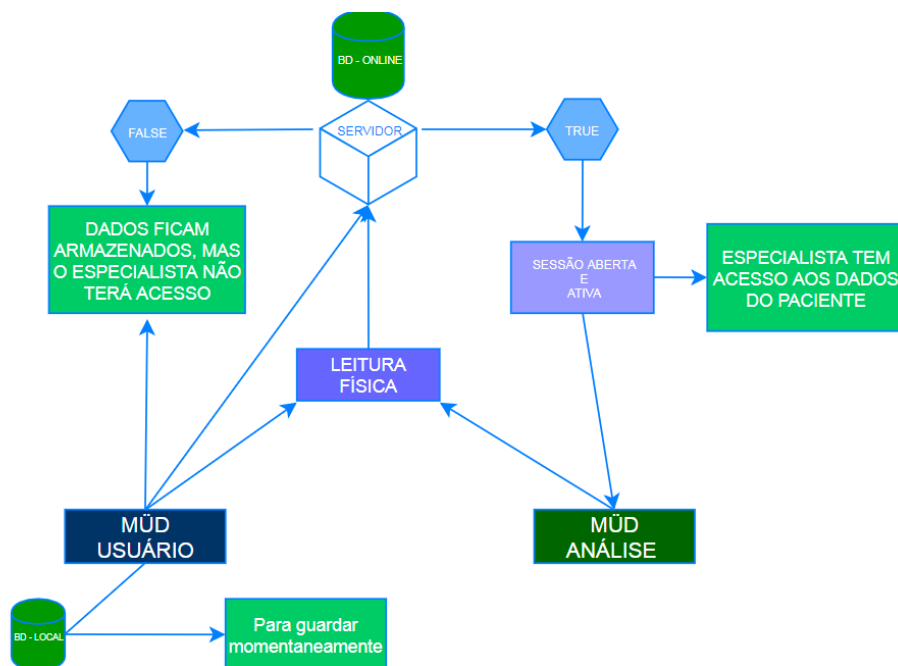 BD - ONLINE
FALSE
SERVIDOR
TRUE
DADOS FICAM
ARMAZENADOS, MAS
O ESPECIALISTA NÃO
TERÁ ACESSO
SESSÃO ABERTA
E
ATIVA
ESPECIALISTA TEM
ACESSO AOS DADOS
DO PACIENTE
LEITURA
FÍSICA
MÜD
USUÁRIO
MÜD
ANÁLISE
BD - LOCAL
Para guardar
momentaneamente